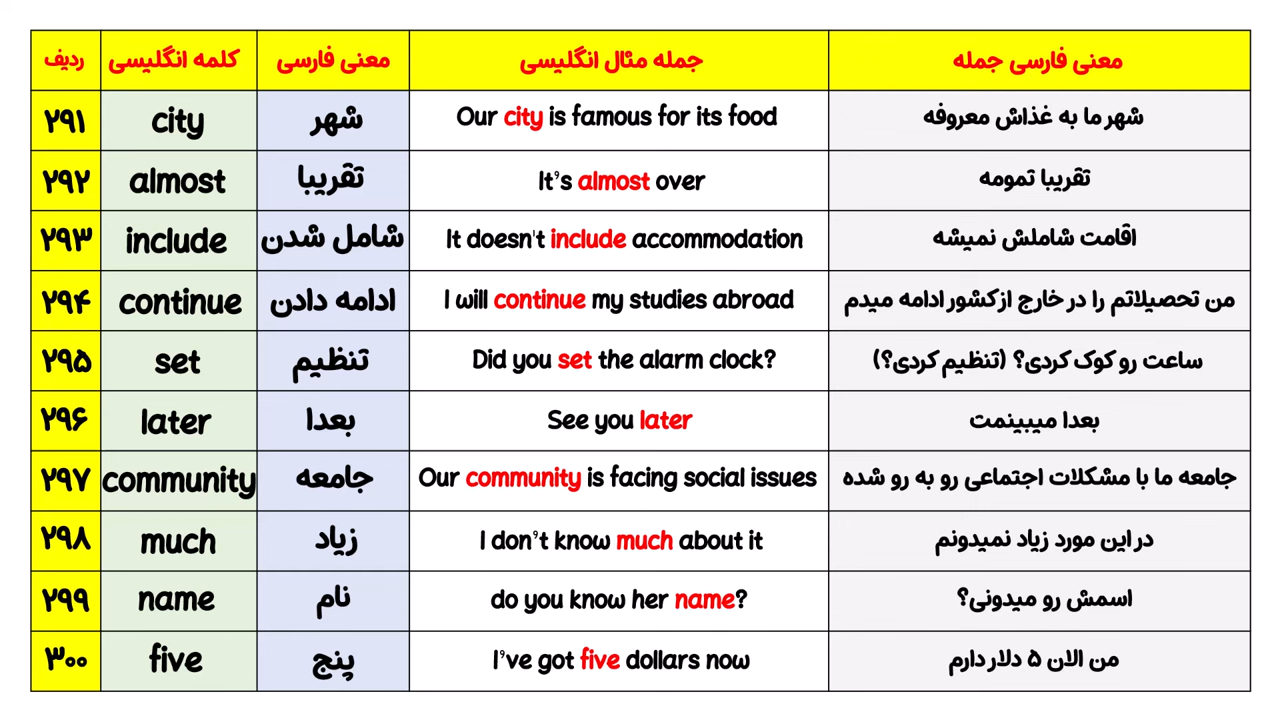 ردیف کلمه انگلیسی معنی فارسی جمله مثال انگلیسی معنی فارسی جمله
۲۹۱ city شهر Our city is famous for its food شهر ما به غذاش معروفه
۲۹۲ almost تقریبا It's almost over تقریبا تمومه
۲۹۳ include شامل شدن It doesn't include accommodation اقامت شاملش نمیشه
۲۹۴ continue ادامه دادن I will continue my studies abroad من تحصیلاتم را در خارج از کشور ادامه میدم
۲۹۵ set تنظیم Did you set the alarm clock? ساعت رو کوک کردی؟ (تنظیم کردی؟)
۲۹۶ later بعدا See you later بعدا میبینمت
۲۹۷ community جامعه Our community is facing social issues جامعه ما با مشکلات اجتماعی رو به رو شده
۲۹۸ much زیاد I don't know much about it در این مورد زیاد نمیدونم
۲۹۹ name نام do you know her name? اسمش رو میدونی؟
۳۰۰ five پنج I've got five dollars now من الان ۵ دلار دارم